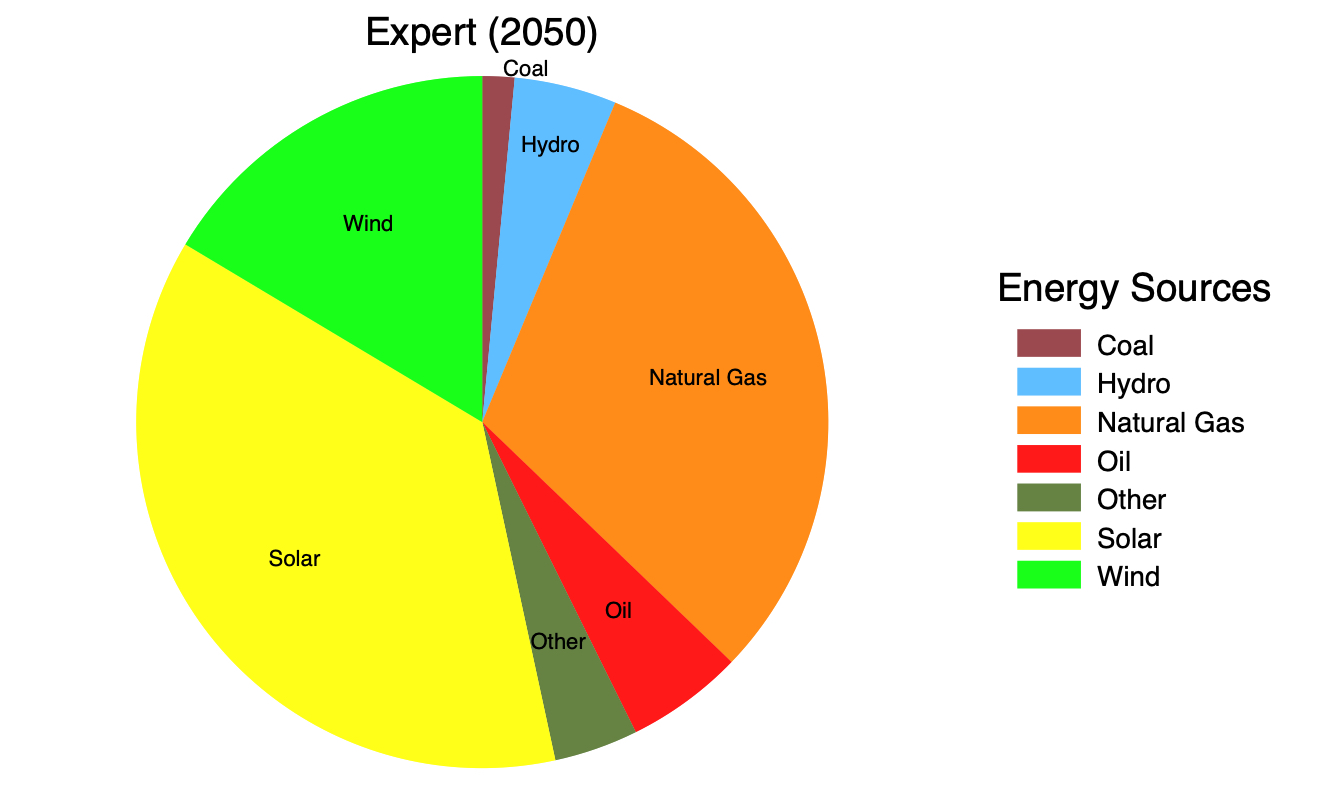 Expert (2050)
Coal
Hydro
Wind
Natural Gas
Solar
Oil
Other
Energy Sources
Coal
Hydro
Natural Gas
Oil
Other
Solar
Wind